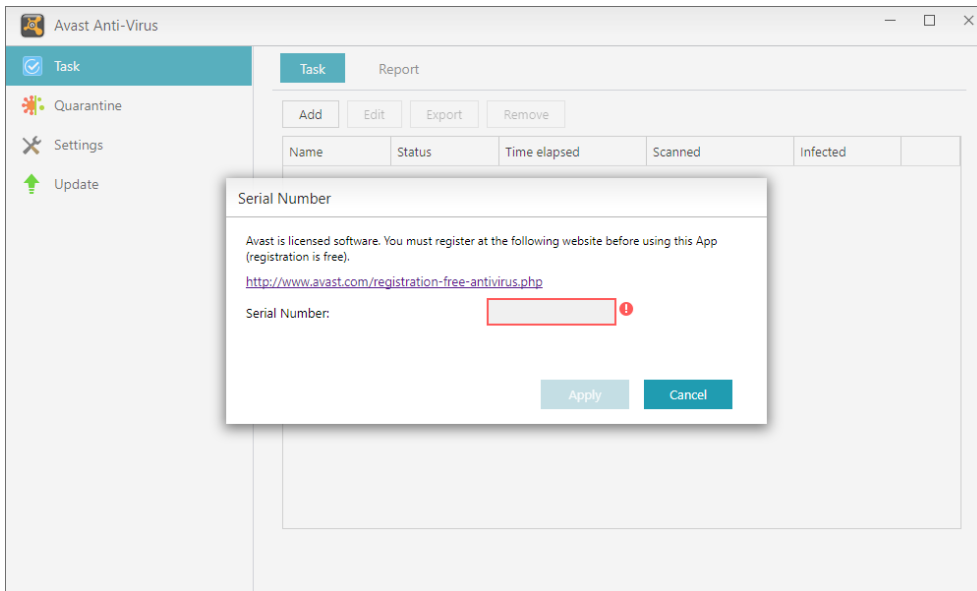 Avast Anti-Virus
Task
Quarantine
Settings
Update
Task Report
Add Edit Export Remove
Name Status Time elapsed Scanned Infected
Serial Number
Avast is licensed software. You must register at the following website before using this App
(registration is free).
http://www.avast.com/registration-free-antivirus.php
Serial Number:
Apply Cancel